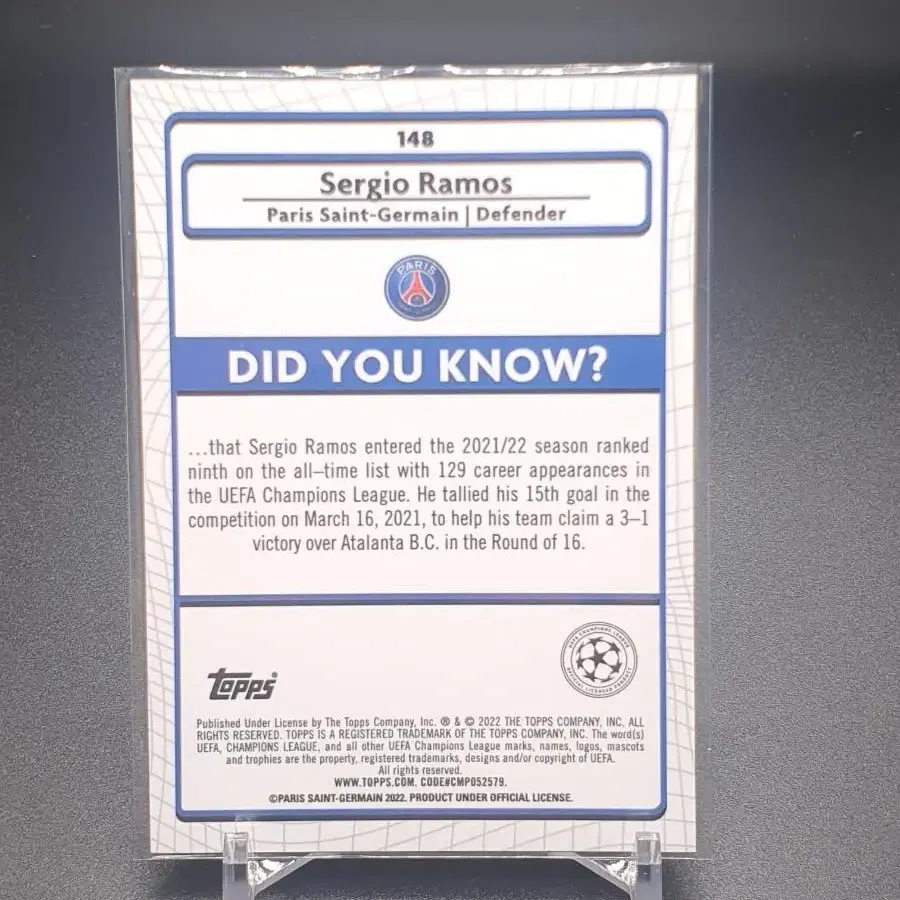 148
Sergio Ramos
Paris Saint-Germain | Defender
PARIS
DID YOU KNOW?
...that Sergio Ramos entered the 2021/22 season ranked
ninth on the all–time list with 129 career appearances in
the UEFA Champions League. He tallied his 15th goal in the
competition on March 16, 2021, to help his team claim a 3–1
victory over Atalanta B.C. in the Round of 16.
UEFA CHAMPIONS LEAGUE
OFFICIAL LICENSED PRODUCT
Topps®
Published Under License by The Topps Company, Inc. ® & © 2022 THE TOPPS COMPANY, INC. ALL
RIGHTS RESERVED. TOPPS IS A REGISTERED TRADEMARK OF THE TOPPS COMPANY, INC. The word(s)
UEFA, CHAMPIONS LEAGUE, and all other UEFA Champions League marks, names, logos, mascots
and trophies are the property, registered trademarks, designs and/or copyright of UEFA.
All rights reserved.
WWW.TOPPS.COM. CODE#CMP052579.
©PARIS SAINT-GERMAIN 2022. PRODUCT UNDER OFFICIAL LICENSE.